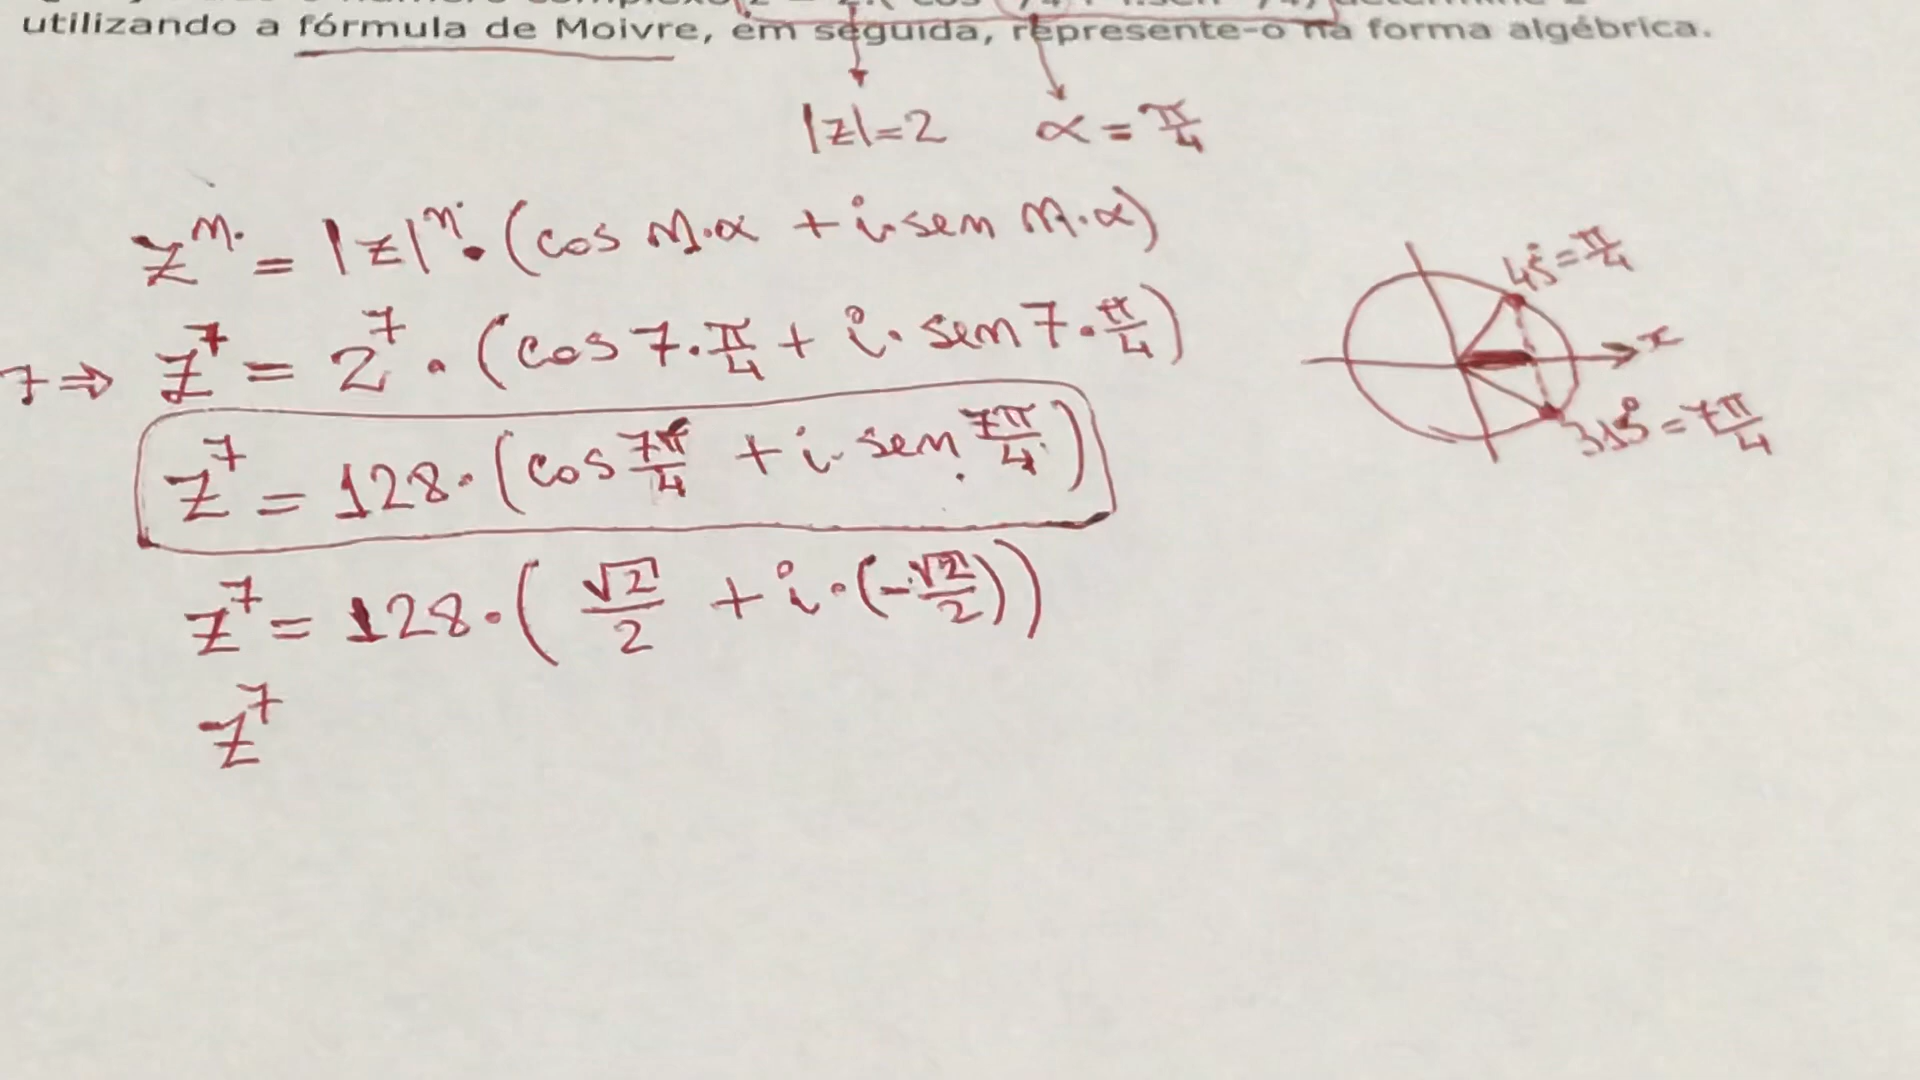 utilizando a fórmula de Moivre, em seguida, represente-o na forma algébrica.
|z|=2 α = π/4
z^n = |z|^n · (cos n·α + i·sen n·α)
7 ⇒ z^7 = 2^7 · (cos 7·π/4 + i· sen 7·π/4)
z^7 = 128·(cos 7π/4 + i· sen 7π/4)
z^7 = 128·(√2/2 + i·(-√2/2))
z^7
45° = π/4
x
315° = 7π/4